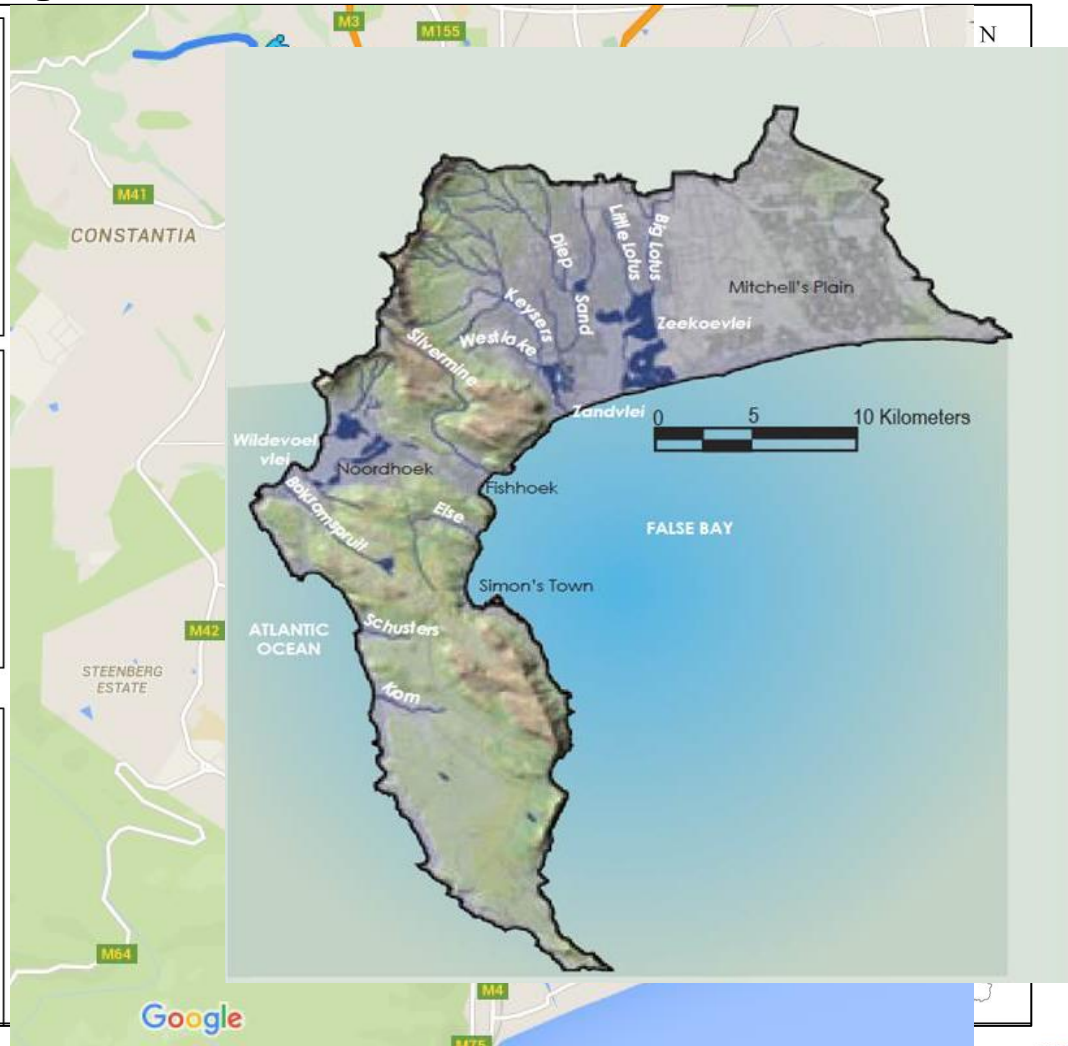 M3
M155
N
M41
CONSTANTIA
Little Lotus
Big Lotus
Diep
Mitchell's Plain
Keysers
Sand
Zeekoevlei
Silvermine
Westlake
Zandvlei
0 5 10 Kilometers
Wildevoel
vlei
Noordhoek
Fishhoek
Bokramspruit
Else
FALSE BAY
Simon's Town
M42
ATLANTIC
OCEAN
Schusters
STEENBERG
ESTATE
Krom
M64
M4
Google
M75